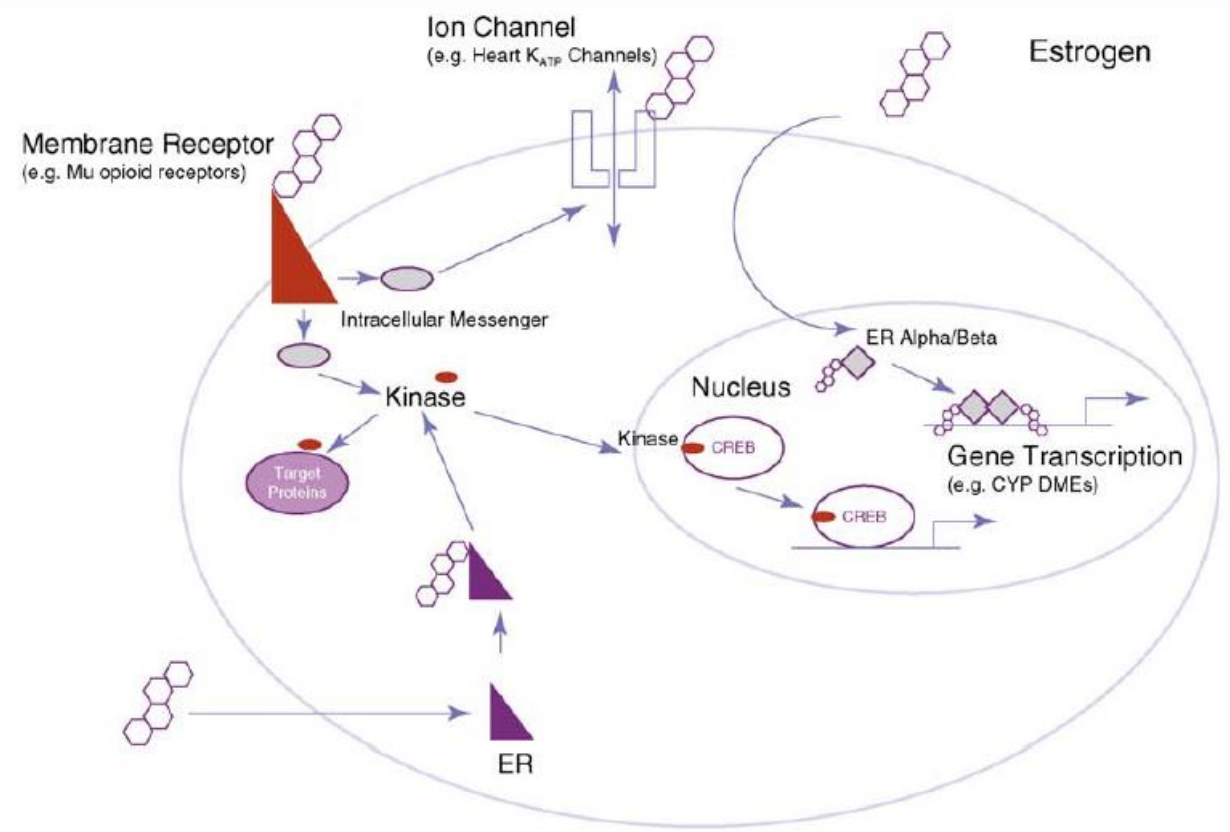 Ion Channel
(e.g. Heart KATP Channels)
Estrogen
Membrane Receptor
(e.g. Mu opioid receptors)
Intracellular Messenger
ER Alpha/Beta
Nucleus
Kinase
Kinase
CREB
Gene Transcription
(e.g. CYP DMEs)
Target
Proteins
CREB
ER